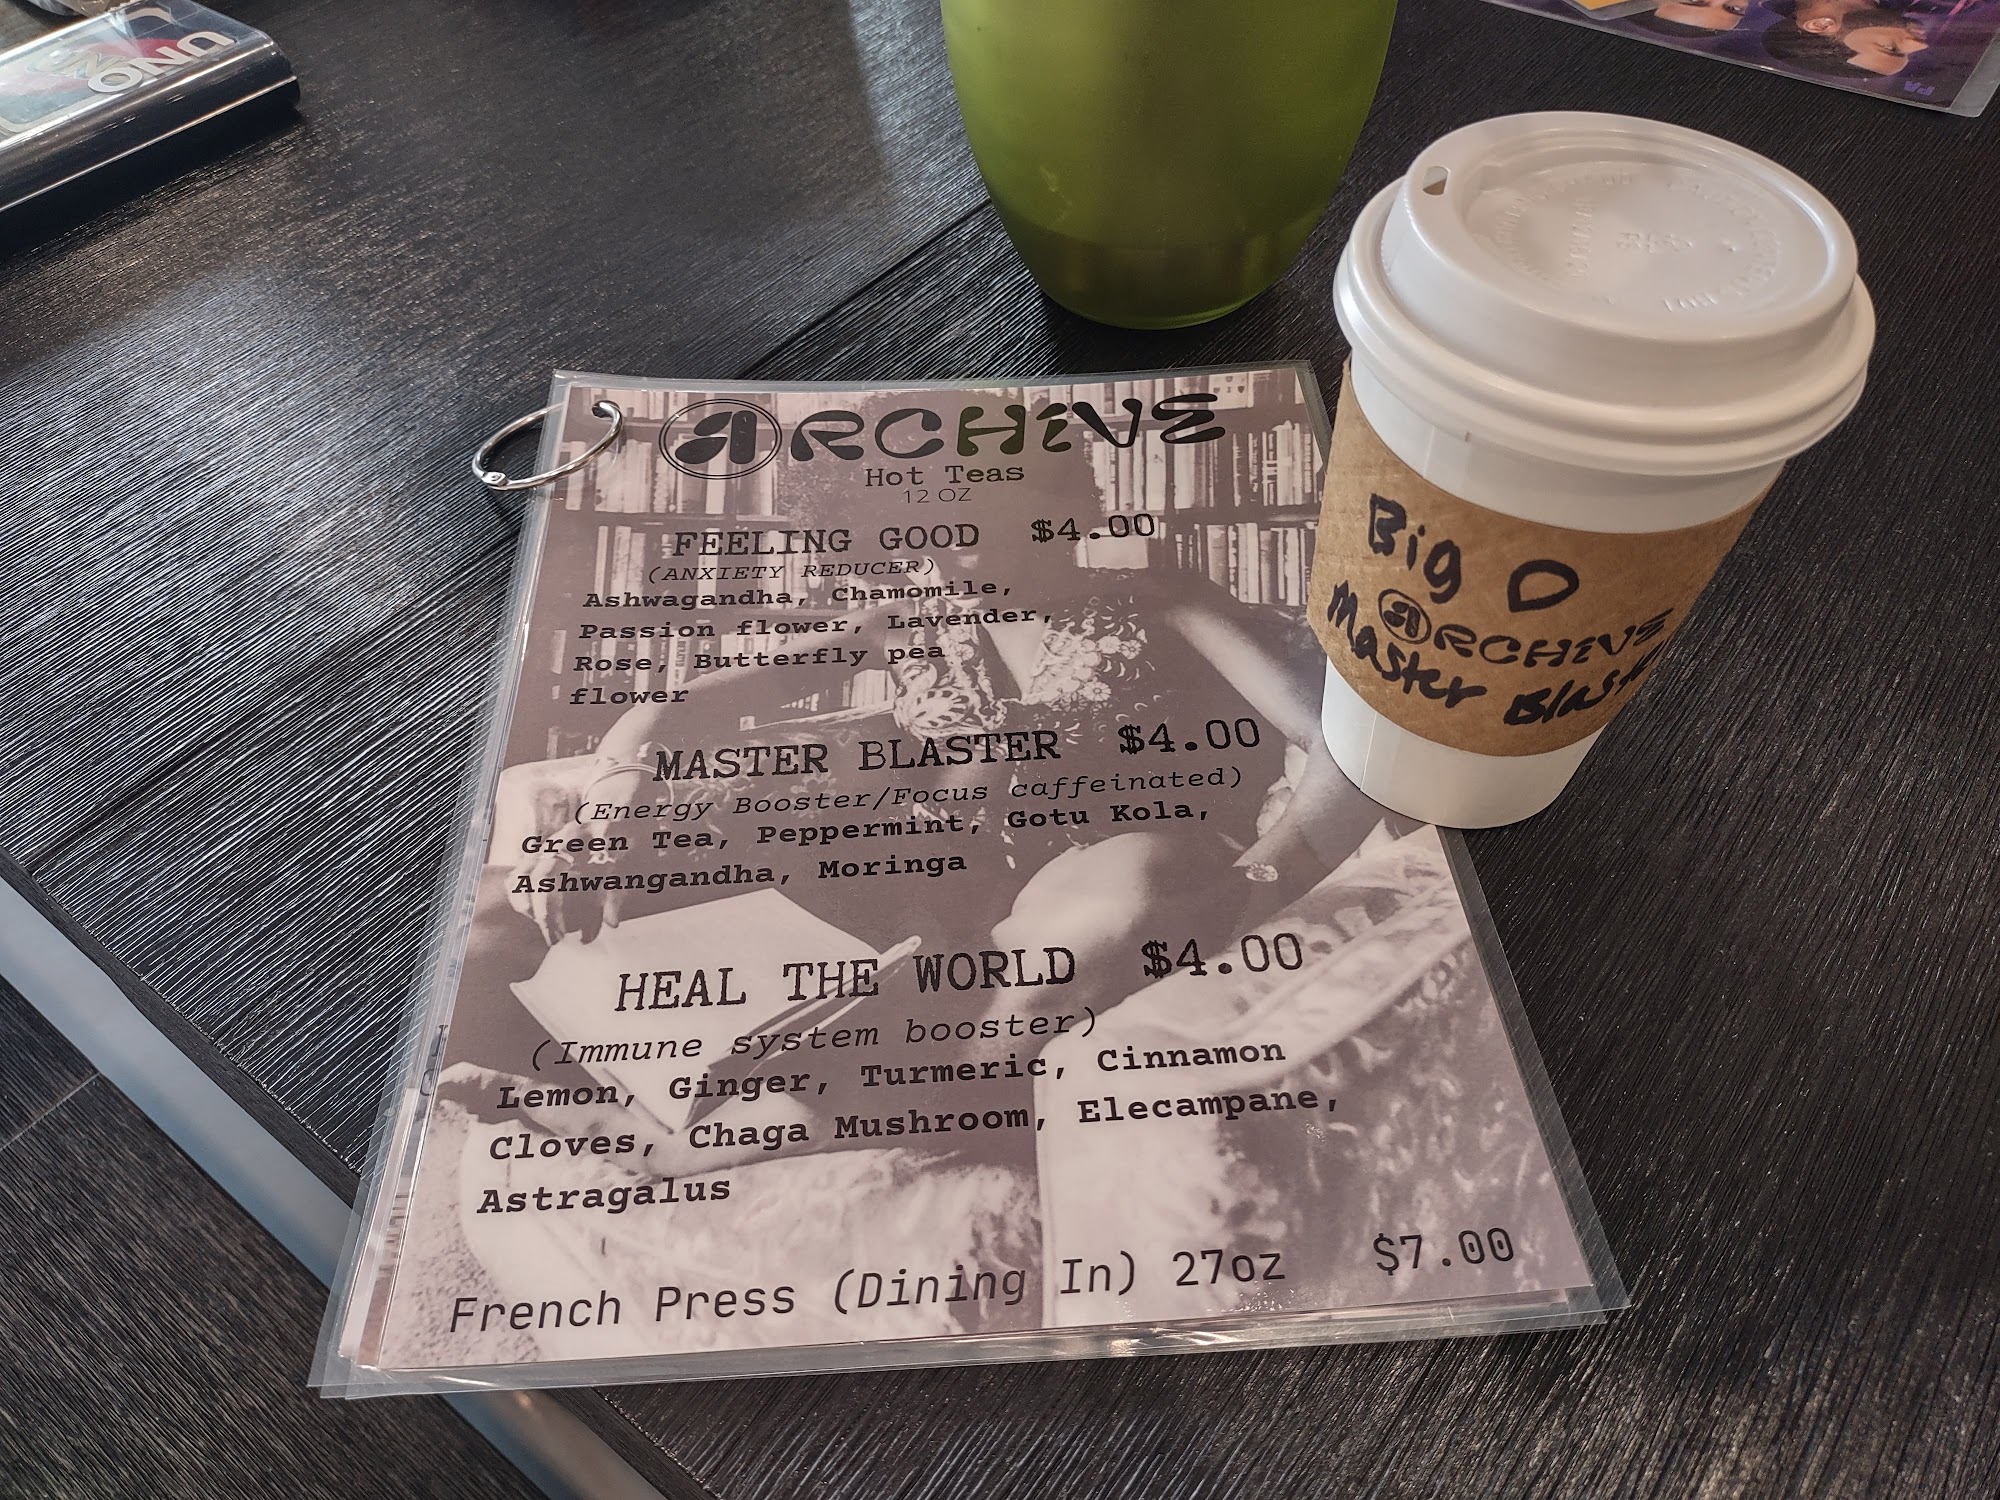 UNO
PA
ARCHIVE
Hot Teas
12 OZ
FEELING GOOD $4.00
(ANXIETY REDUCER)
Ashwagandha, Chamomile,
Passion flower, Lavender,
Rose, Butterfly pea
flower
MASTER BLASTER $4.00
(Energy Booster/Focus caffeinated)
Green Tea, Peppermint, Gotu Kola,
Ashwangandha, Moringa
HEAL THE WORLD $4.00
(Immune system booster)
Lemon, Ginger, Turmeric, Cinnamon
Cloves, Chaga Mushroom, Elecampane,
Astragalus
French Press (Dining In) 27oz $7.00
Big D
ARCHIVE
Master